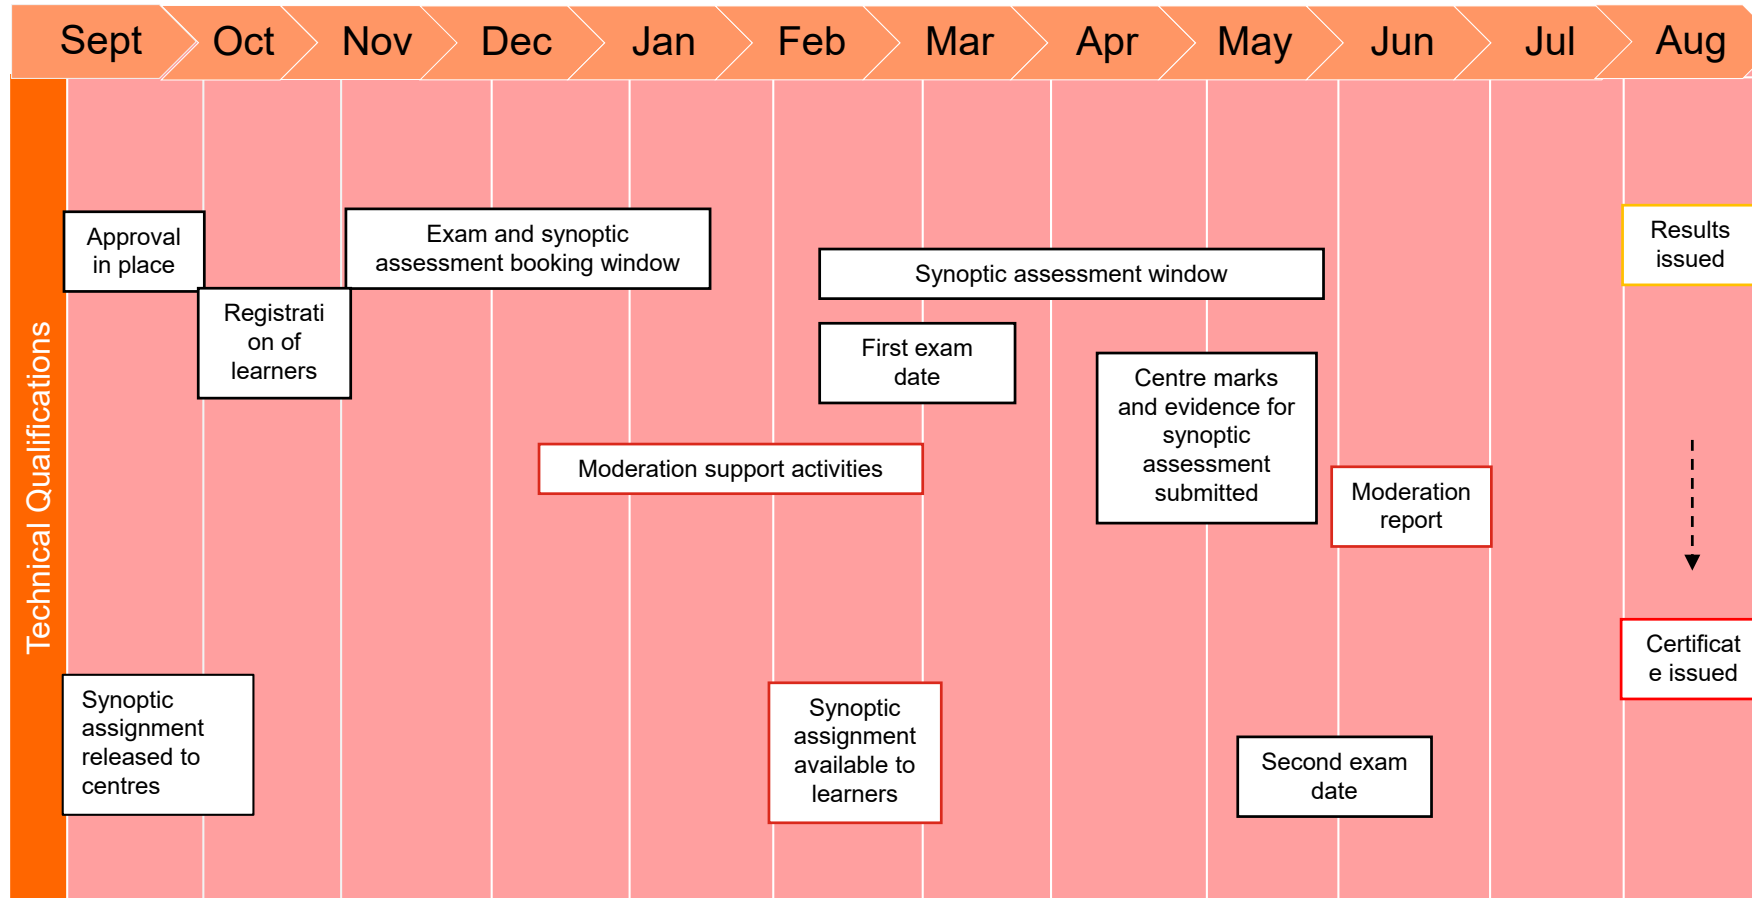 Sept Oct Nov Dec Jan Feb Mar Apr May Jun Jul Aug
Technical Qualifications
Approval
in place
Registrati
on of
learners
Exam and synoptic
assessment booking window
Synoptic assessment window
First exam
date
Centre marks
and evidence for
synoptic
assessment
submitted
Moderation support activities
Moderation
report
Results
issued
Certificat
e issued
Synoptic
assignment
released to
centres
Synoptic
assignment
available to
learners
Second exam
date